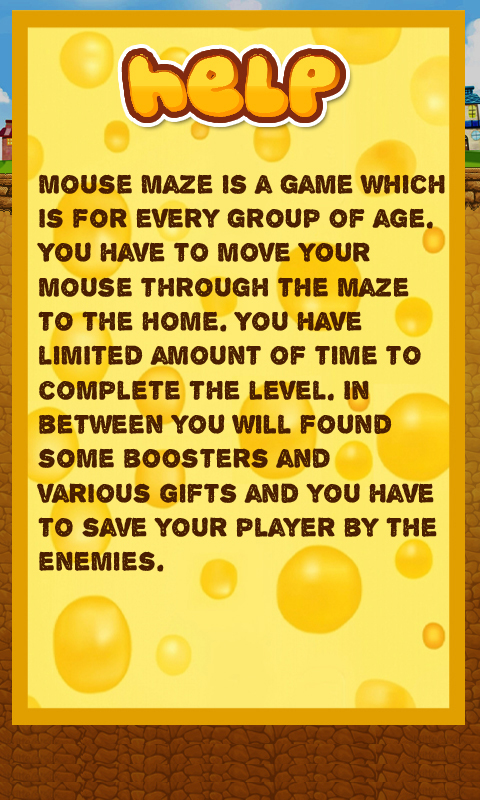 HELP
MOUSE MAZE IS A GAME WHICH
IS FOR EVERY GROUP OF AGE.
YOU HAVE TO MOVE YOUR
MOUSE THROUGH THE MAZE
TO THE HOME. YOU HAVE
LIMITED AMOUNT OF TIME TO
COMPLETE THE LEVEL. IN
BETWEEN YOU WILL FOUND
SOME BOOSTERS AND
VARIOUS GIFTS AND YOU HAVE
TO SAVE YOUR PLAYER BY THE
ENEMIES.